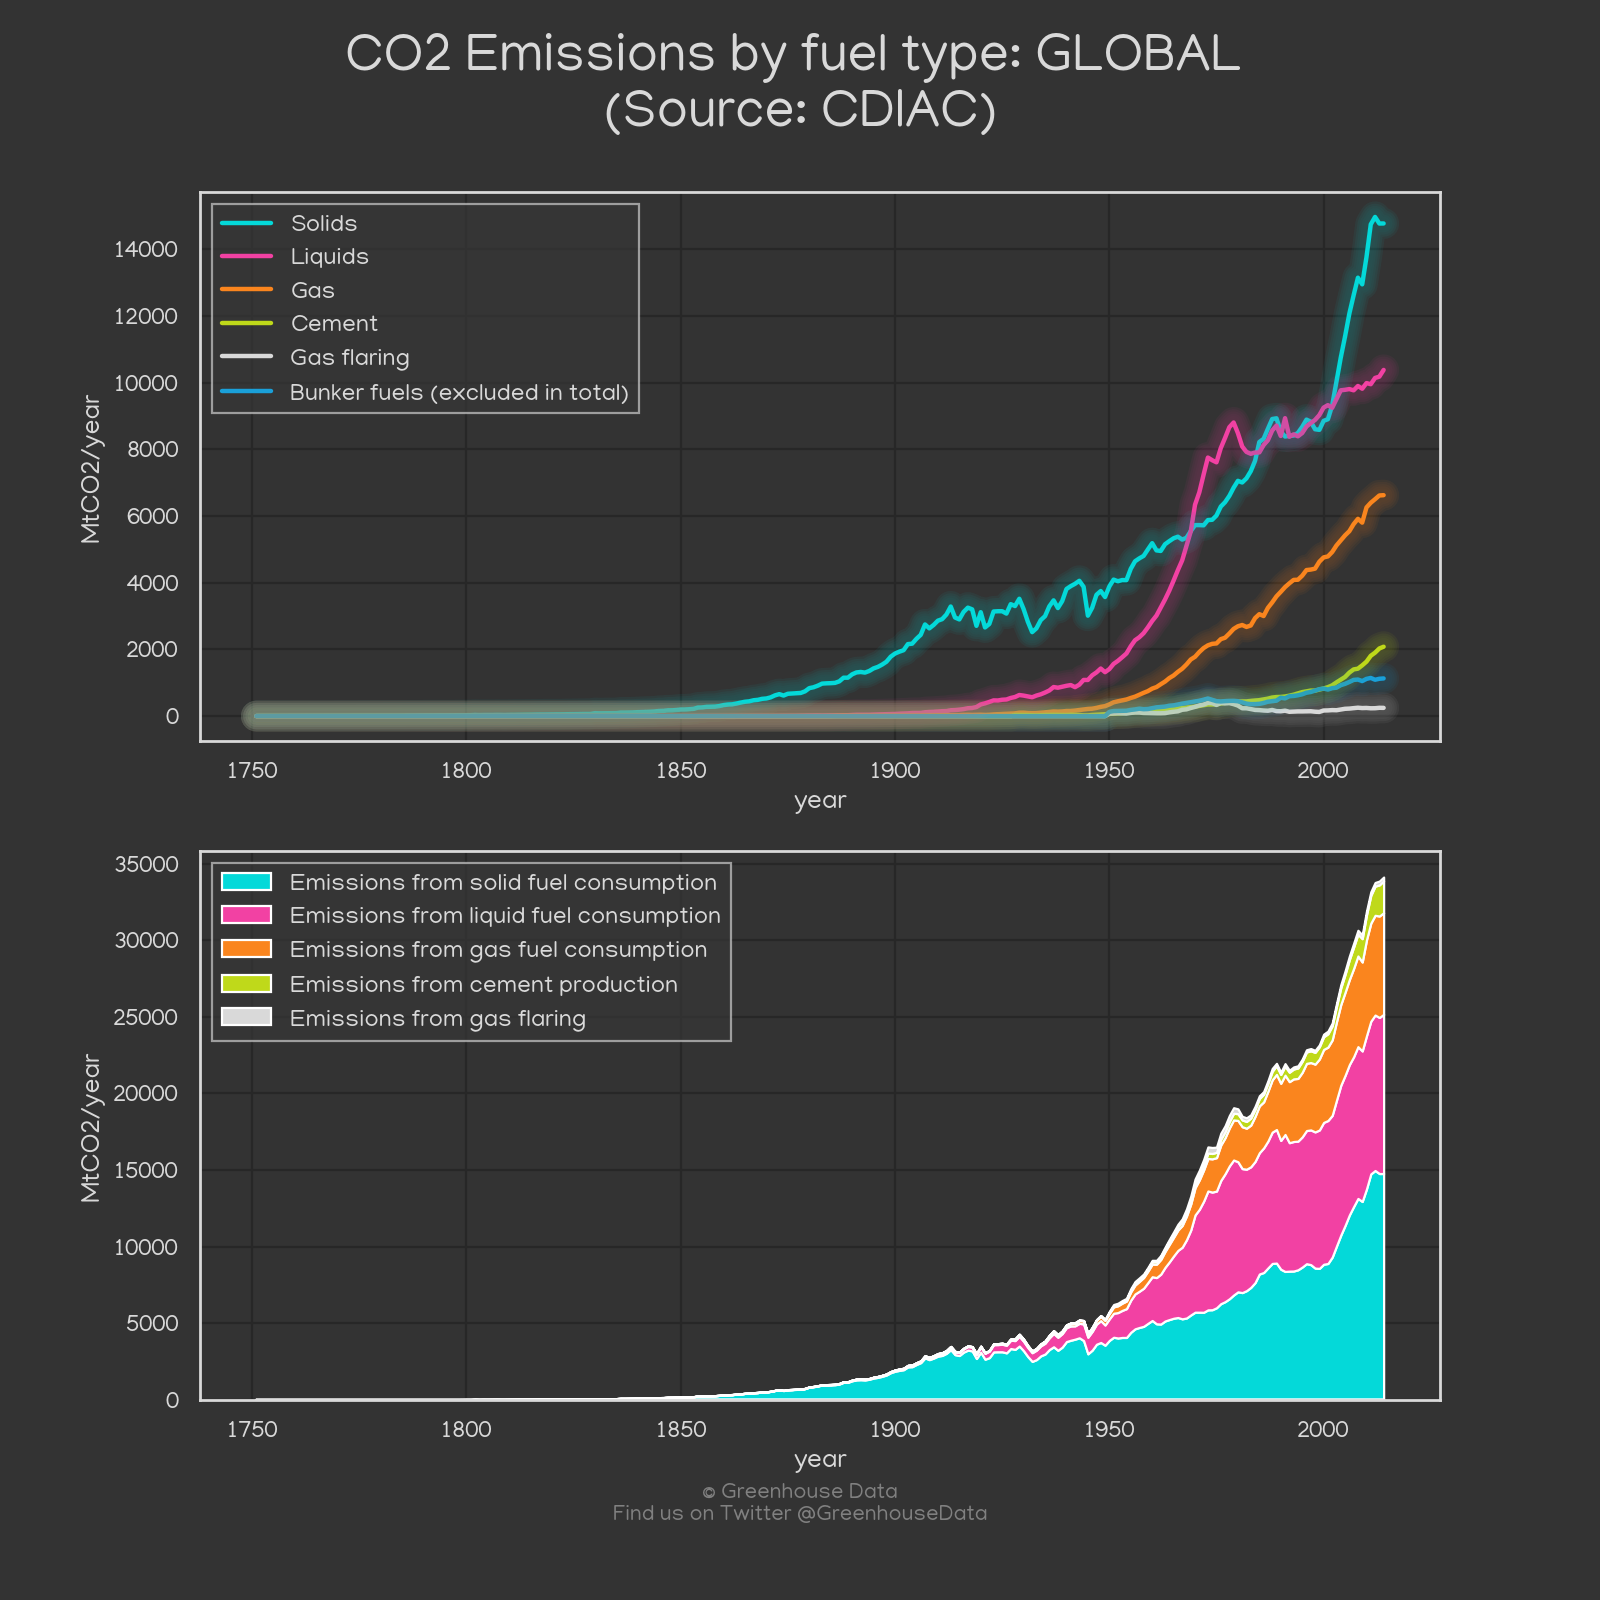 CO2 Emissions by fuel type: GLOBAL
(Source: CDIAC)
Solids
Liquids
Gas
Cement
Gas flaring
Bunker fuels (excluded in total)
MtCO2/year
14000
12000
10000
8000
6000
4000
2000
0
1750 1800 1850 1900 1950 2000
year
Emissions from solid fuel consumption
Emissions from liquid fuel consumption
Emissions from gas fuel consumption
Emissions from cement production
Emissions from gas flaring
MtCO2/year
35000
30000
25000
20000
15000
10000
5000
0
1750 1800 1850 1900 1950 2000
year
© Greenhouse Data
Find us on Twitter @GreenhouseData